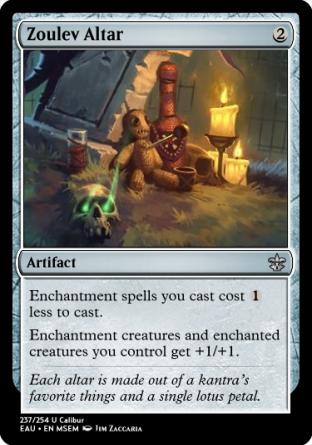 Zoulev Altar 2
Artifact
Enchantment spells you cast cost 1
less to cast.
Enchantment creatures and enchanted
creatures you control get +1/+1.
Each altar is made out of a kantra's
favorite things and a single lotus petal.
237/254 U Calibur
EAU • EN MSEM Jim Zaccaria